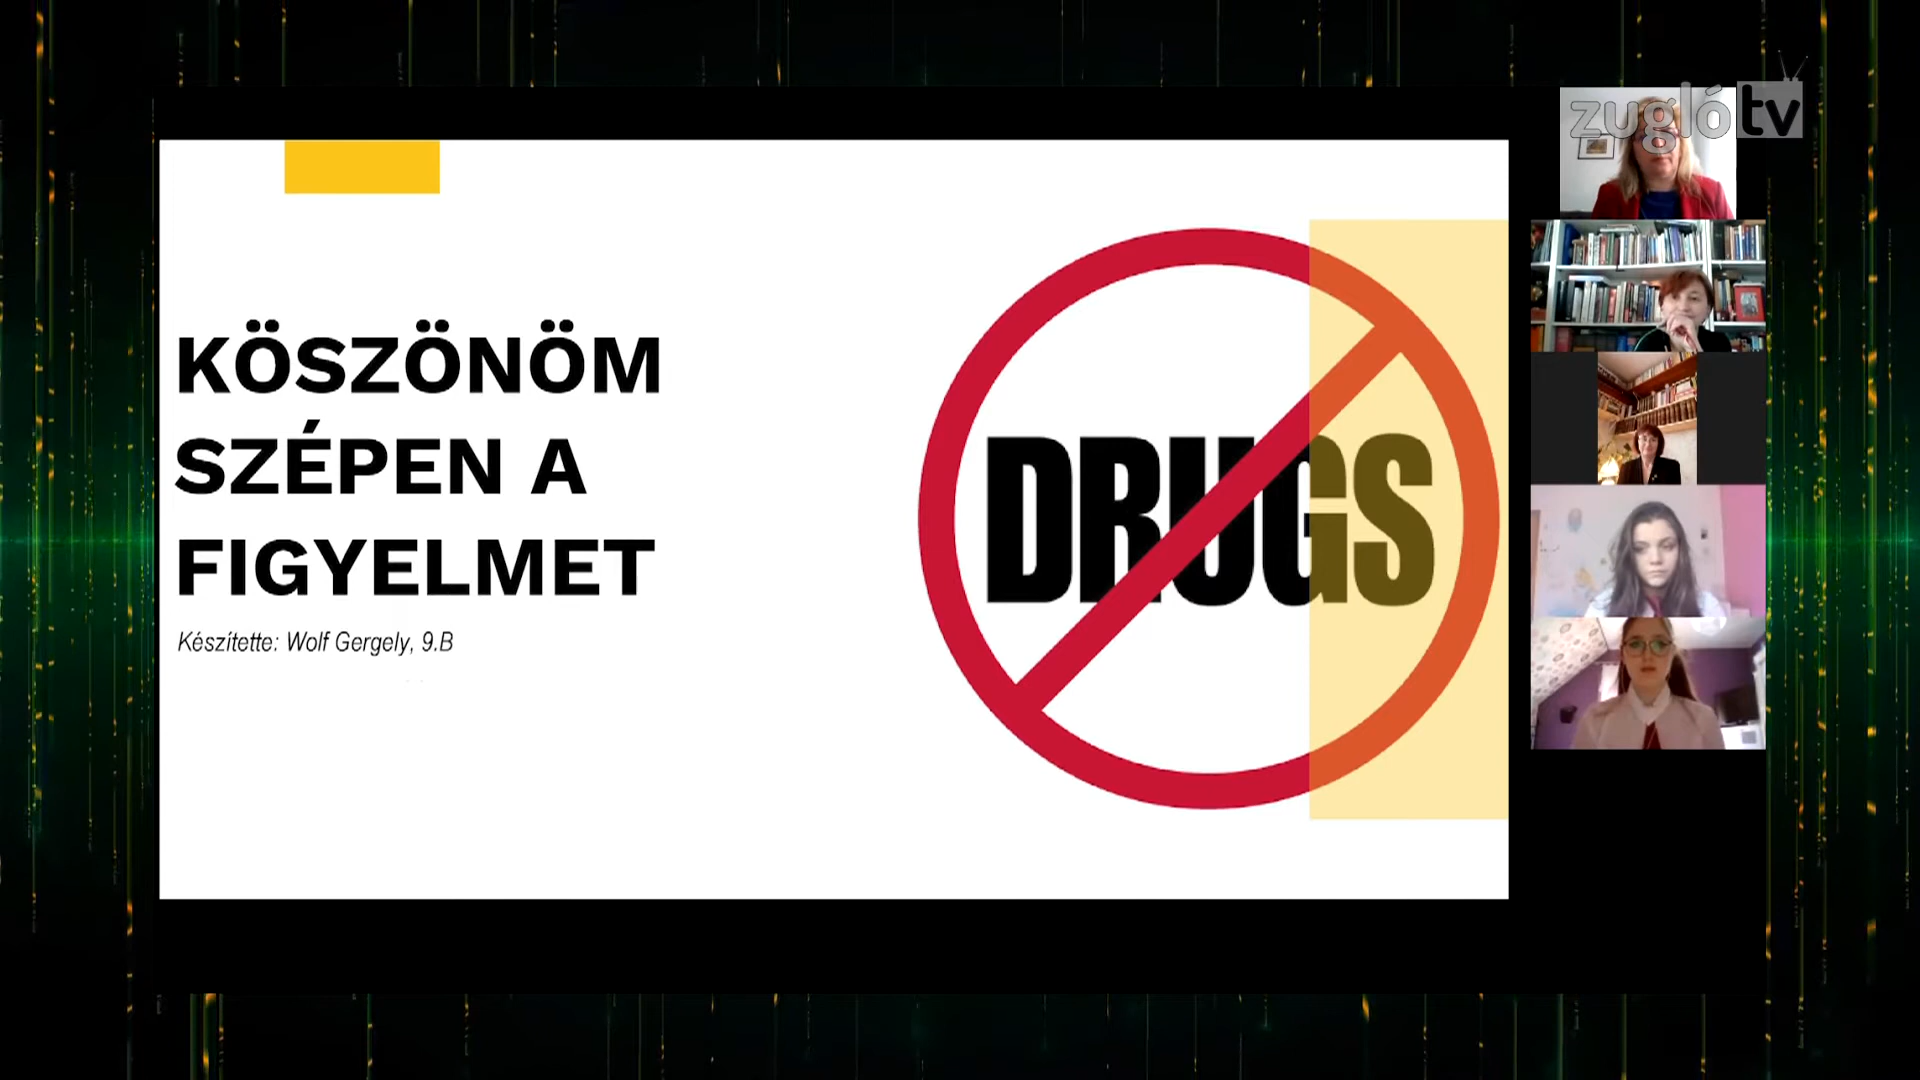 zuglótv
KÖSZÖNÖM
SZÉPEN A
FIGYELMET
Készítette: Wolf Gergely, 9.B
DRUGS